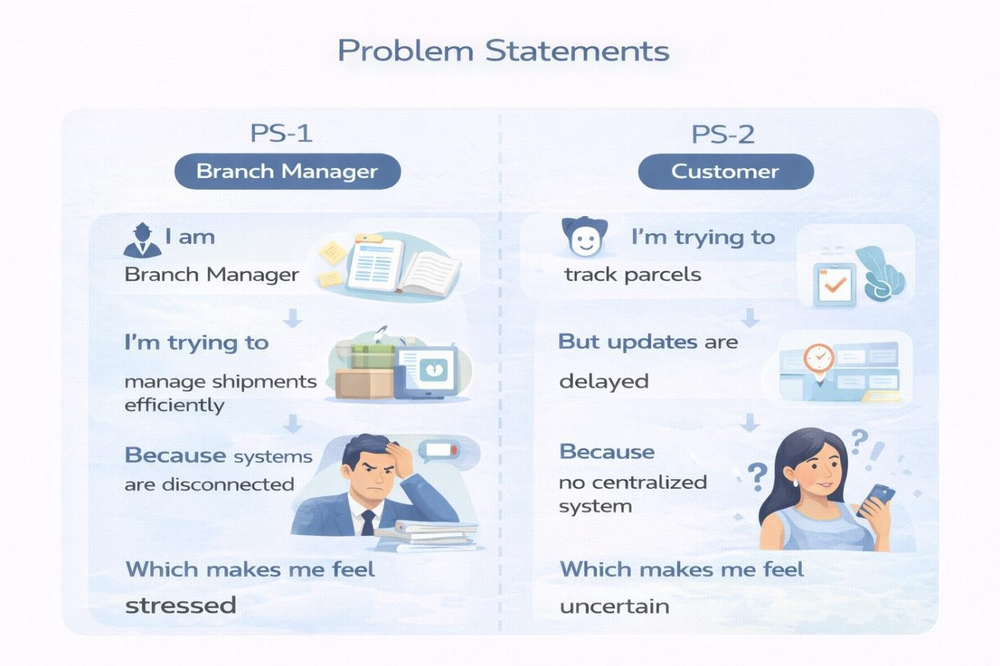 Problem Statements
PS-1
Branch Manager
I am
Branch Manager
I'm trying to
manage shipments
efficiently
Because systems
are disconnected
Which makes me feel
stressed
PS-2
Customer
I'm trying to
track parcels
But updates are
delayed
Because
no centralized
system
? ? !
Which makes me feel
uncertain